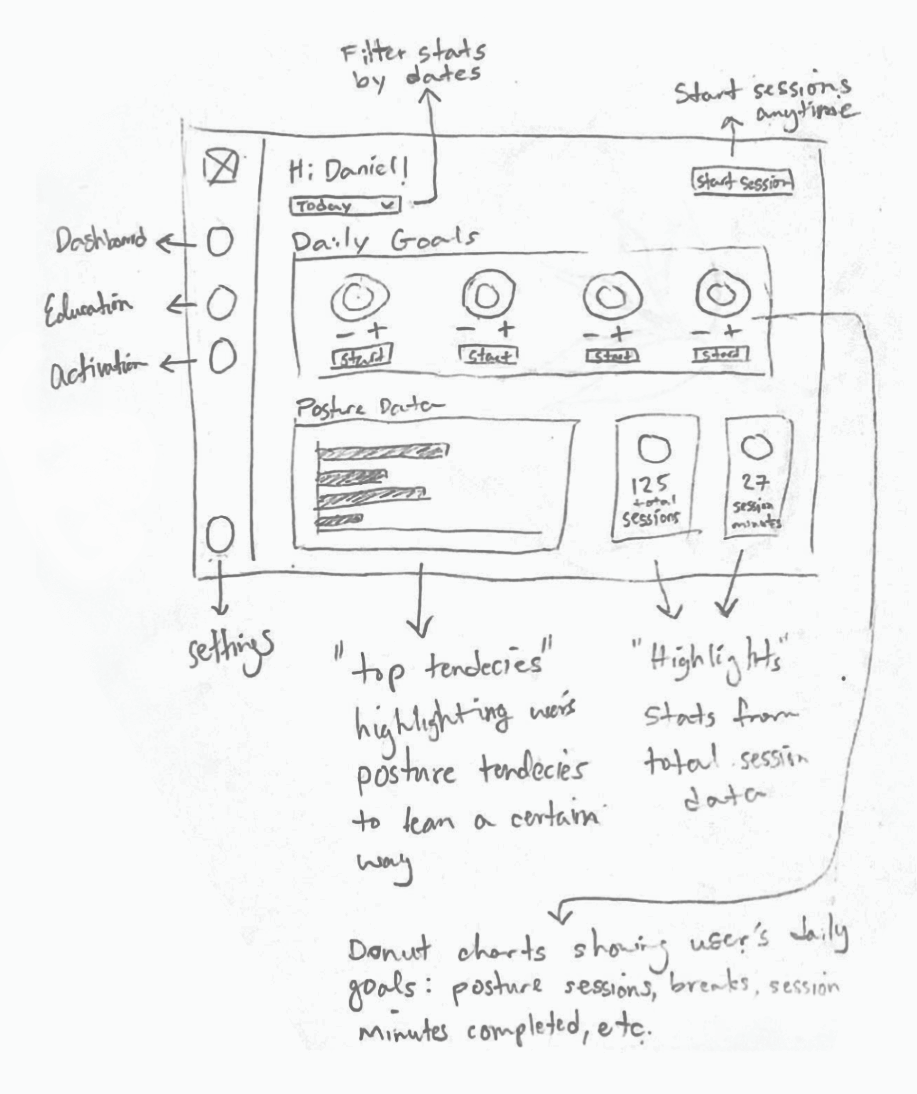 Filter stats
by dates
Start sessions
anytime
Hi Daniel!
Start Session
Today
Dashboard
Daily Goals
Education
- +
- +
- +
- +
Start
Start
Start
Start
activation
Posture Data
125
total
sessions
27
session
minutes
settings
"top tendecies"
highlighting user's
posture tendecies
to lean a certain
way
"Highlights"
Stats from
total session
data
Donut charts showing user's daily
goals: posture sessions, breaks, session
minutes completed, etc.